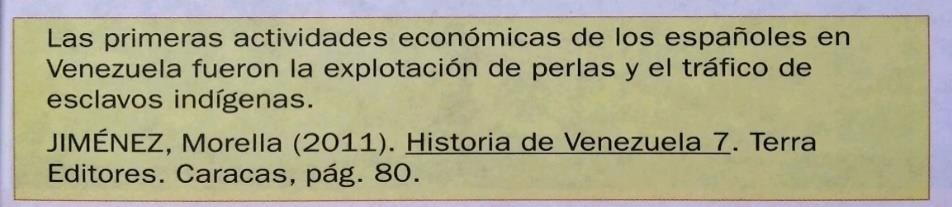 Las primeras actividades económicas de los españoles en
Venezuela fueron la explotación de perlas y el tráfico de
esclavos indígenas.
JIMÉNEZ, Morella (2011). Historia de Venezuela 7. Terra
Editores. Caracas, pág. 80.